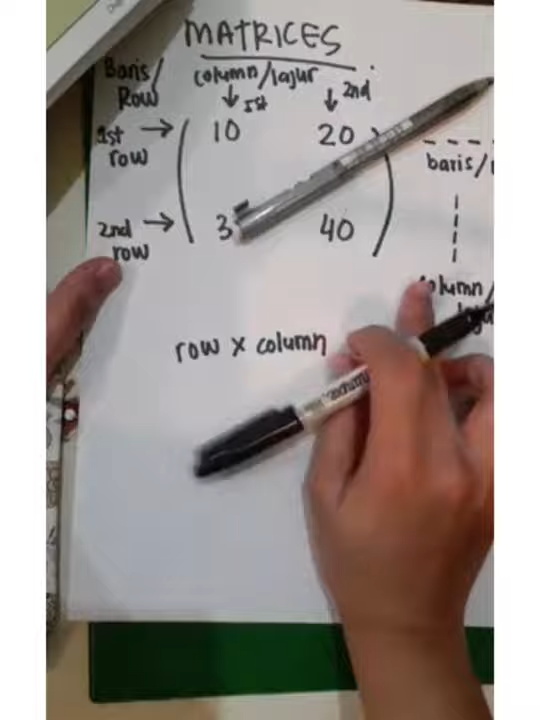 MATRICES
Baris/
Row
column/lajur
1st
2nd
1st
row
10 20
2nd
row
3 40
baris/
column/
row x column